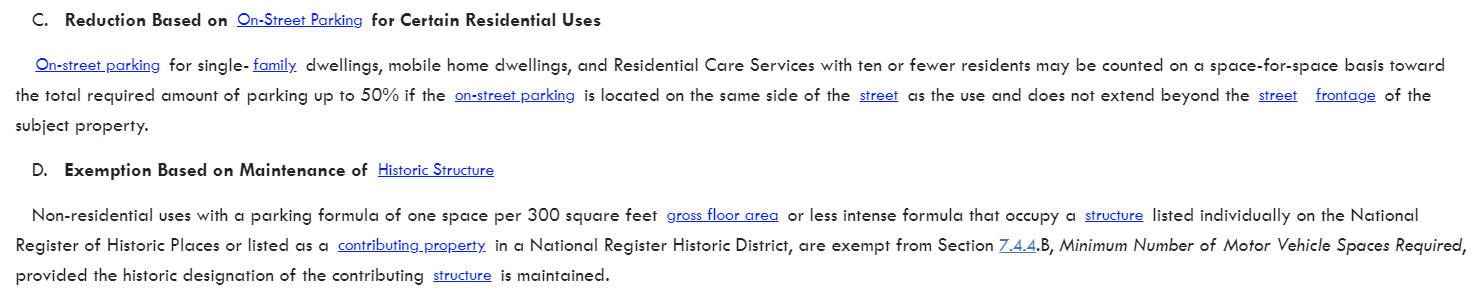 C. Reduction Based on On-Street Parking for Certain Residential Uses
On-street parking for single- family dwellings, mobile home dwellings, and Residential Care Services with ten or fewer residents may be counted on a space-for-space basis toward
the total required amount of parking up to 50% if the on-street parking is located on the same side of the street as the use and does not extend beyond the street frontage of the
subject property.
D. Exemption Based on Maintenance of Historic Structure
Non-residential uses with a parking formula of one space per 300 square feet gross floor area or less intense formula that occupy a structure listed individually on the National
Register of Historic Places or listed as a contributing property in a National Register Historic District, are exempt from Section 7.4.4.B, Minimum Number of Motor Vehicle Spaces Required,
provided the historic designation of the contributing structure is maintained.